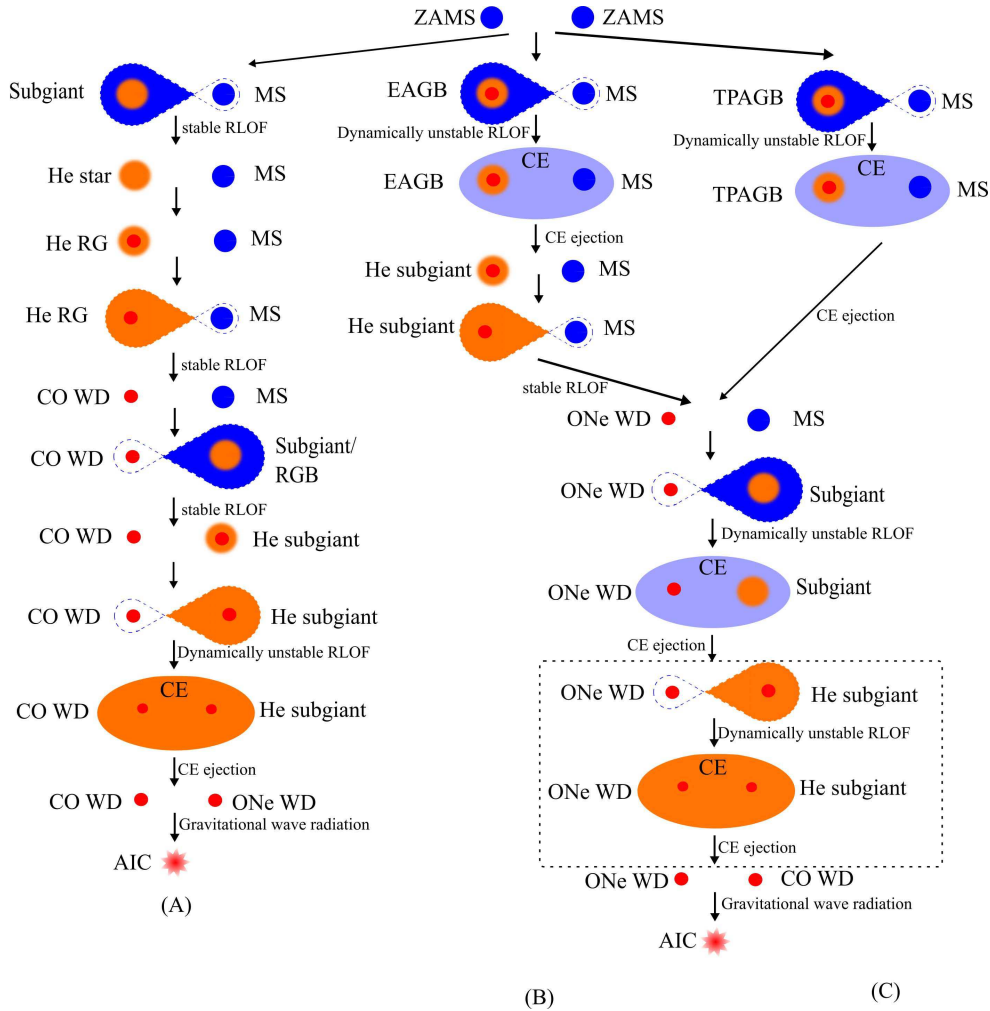 ZAMS
ZAMS
Subgiant
MS
stable RLOF
He star
MS
He RG
MS
He RG
MS
stable RLOF
CO WD
MS
CO WD
Subgiant/
RGB
stable RLOF
CO WD
He subgiant
CO WD
He subgiant
Dynamically unstable RLOF
CE
CO WD
He subgiant
CE ejection
CO WD
ONe WD
Gravitational wave radiation
AIC
(A)
EAGB
MS
Dynamically unstable RLOF
CE
EAGB
MS
CE ejection
He subgiant
MS
He subgiant
MS
stable RLOF
TPAGB
MS
Dynamically unstable RLOF
CE
TPAGB
MS
CE ejection
ONe WD
MS
ONe WD
Subgiant
Dynamically unstable RLOF
CE
ONe WD
Subgiant
CE ejection
ONe WD
He subgiant
Dynamically unstable RLOF
CE
ONe WD
He subgiant
CE ejection
ONe WD
CO WD
Gravitational wave radiation
AIC
(B)
(C)